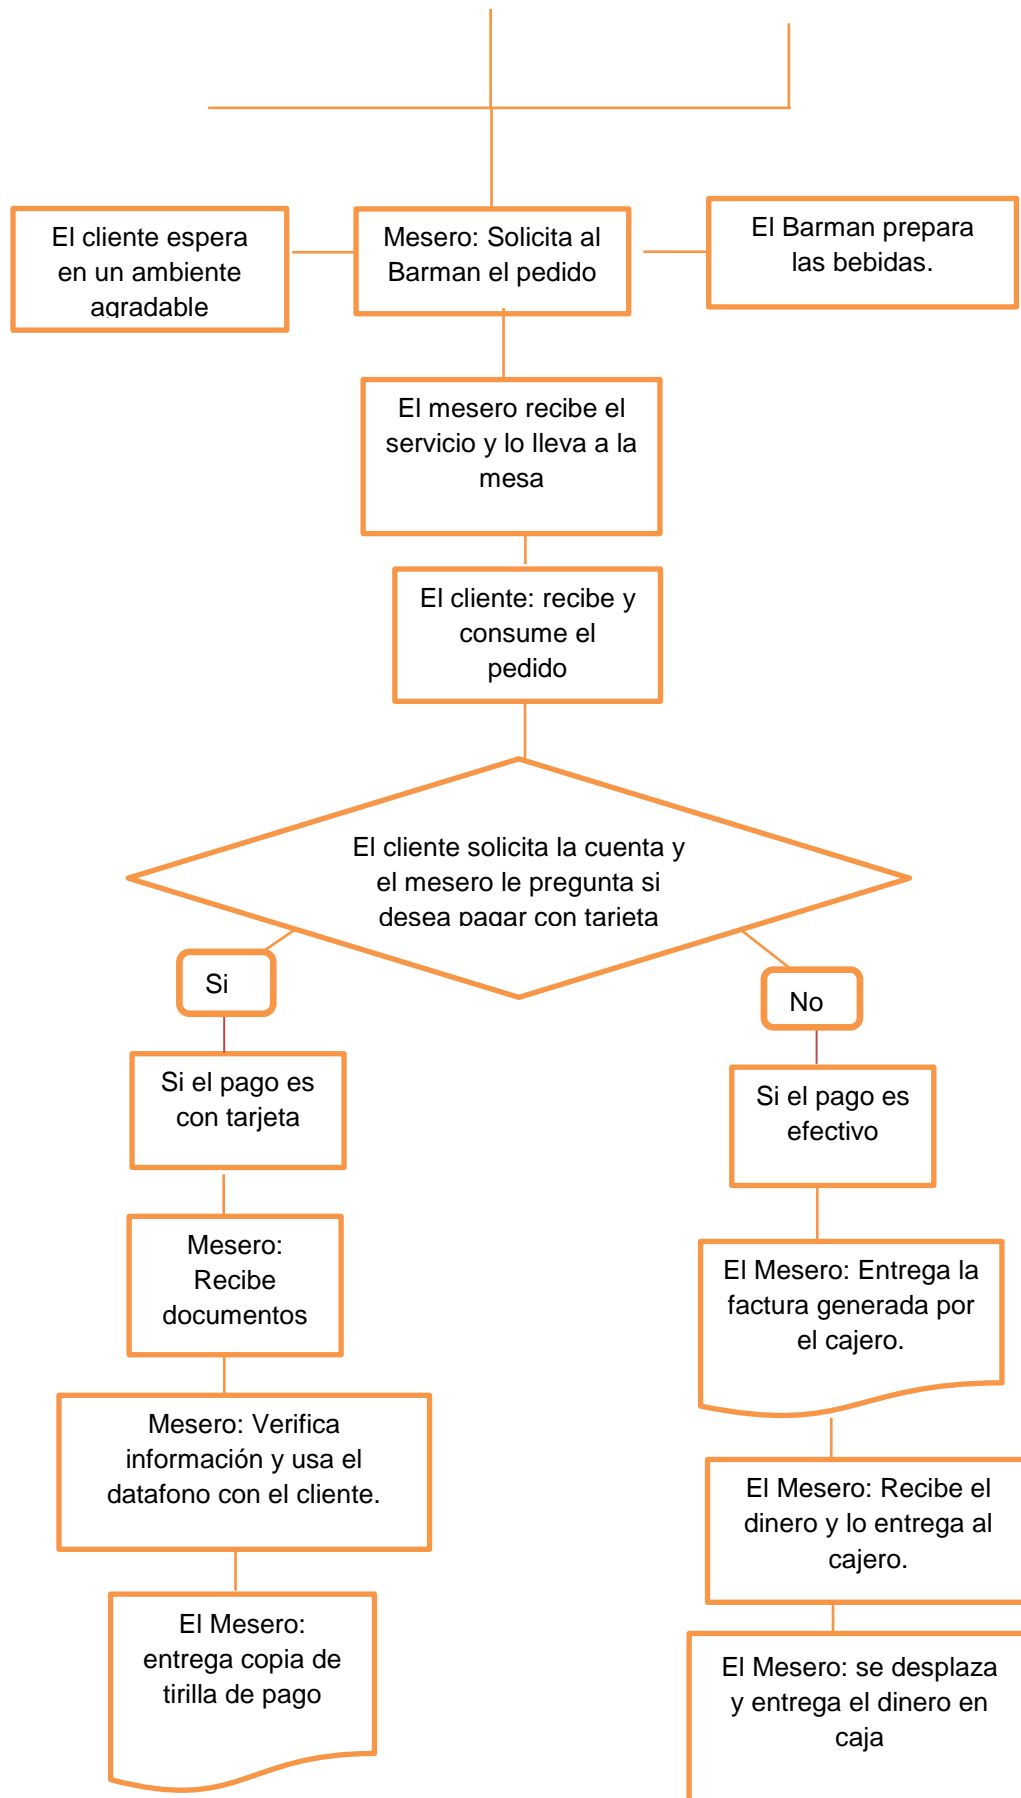 El cliente espera
en un ambiente
agradable
Mesero: Solicita al
Barman el pedido
El Barman prepara
las bebidas.
El mesero recibe el
servicio y lo lleva a la
mesa
El cliente: recibe y
consume el
pedido
El cliente solicita la cuenta y
el mesero le pregunta si
desea pagar con tarjeta
Si
No
Si el pago es
con tarjeta
Si el pago es
efectivo
Mesero:
Recibe
documentos
El Mesero: Entrega la
factura generada por
el cajero.
Mesero: Verifica
información y usa el
datafono con el cliente.
El Mesero: Recibe el
dinero y lo entrega al
cajero.
El Mesero:
entrega copia de
tirilla de pago
El Mesero: se desplaza
y entrega el dinero en
caja